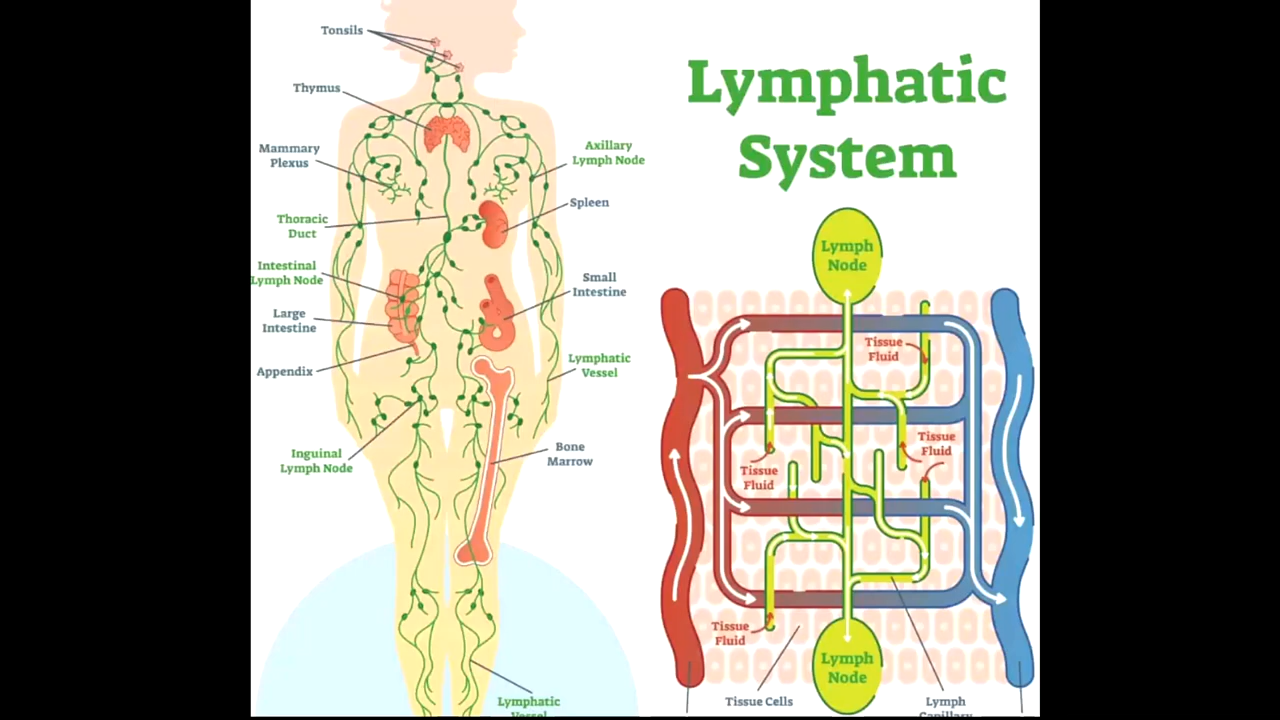 Lymphatic
System
Tonsils
Thymus
Mammary
Plexus
Axillary
Lymph Node
Spleen
Thoracic
Duct
Intestinal
Lymph Node
Small
Intestine
Large
Intestine
Appendix
Lymphatic
Vessel
Inguinal
Lymph Node
Bone
Marrow
Lymphatic
Vessel
Lymph
Node
Tissue
Fluid
Tissue
Fluid
Tissue
Fluid
Tissue
Fluid
Lymph
Node
Tissue Cells
Lymph
Capillary